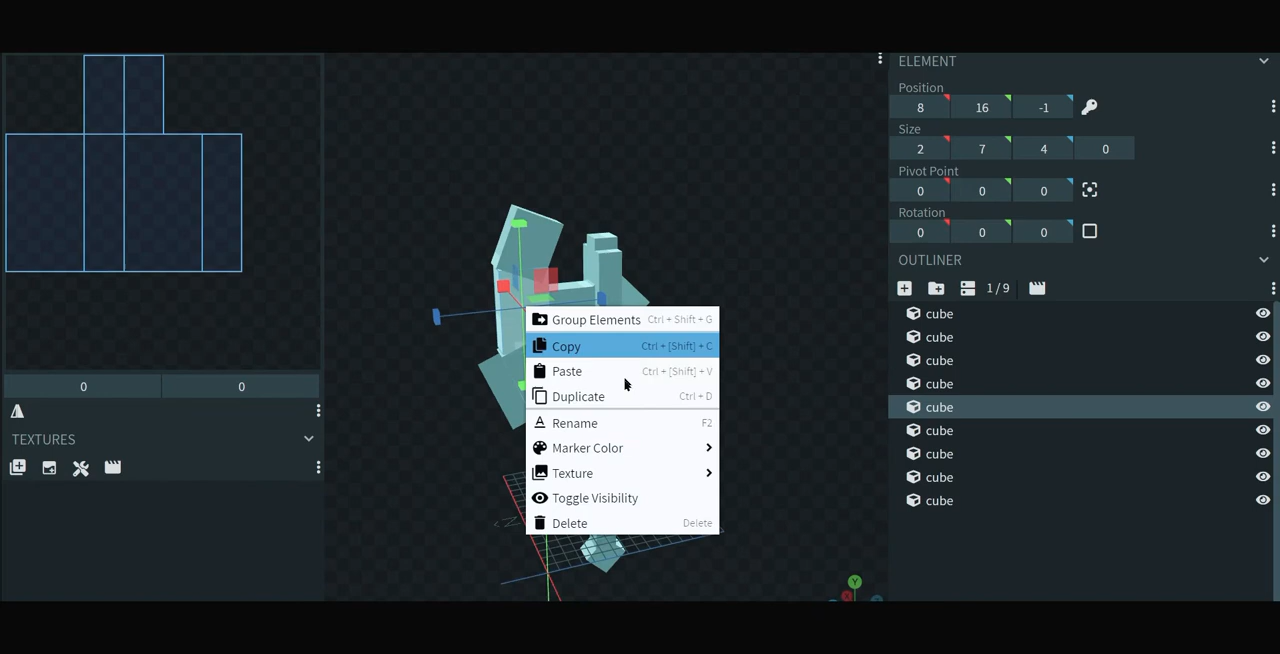 ELEMENT
Position
8 16 -1
Size
2 7 4 0
Pivot Point
0 0 0
Rotation
0 0 0
OUTLINER
1 / 9
cube
cube
cube
cube
cube
cube
cube
cube
cube
Group Elements Ctrl + Shift + G
Copy Ctrl + [Shift] + C
Paste Ctrl + [Shift] + V
Duplicate Ctrl + D
Rename F2
Marker Color
Texture
Toggle Visibility
Delete Delete
0 0
TEXTURES
Y
X